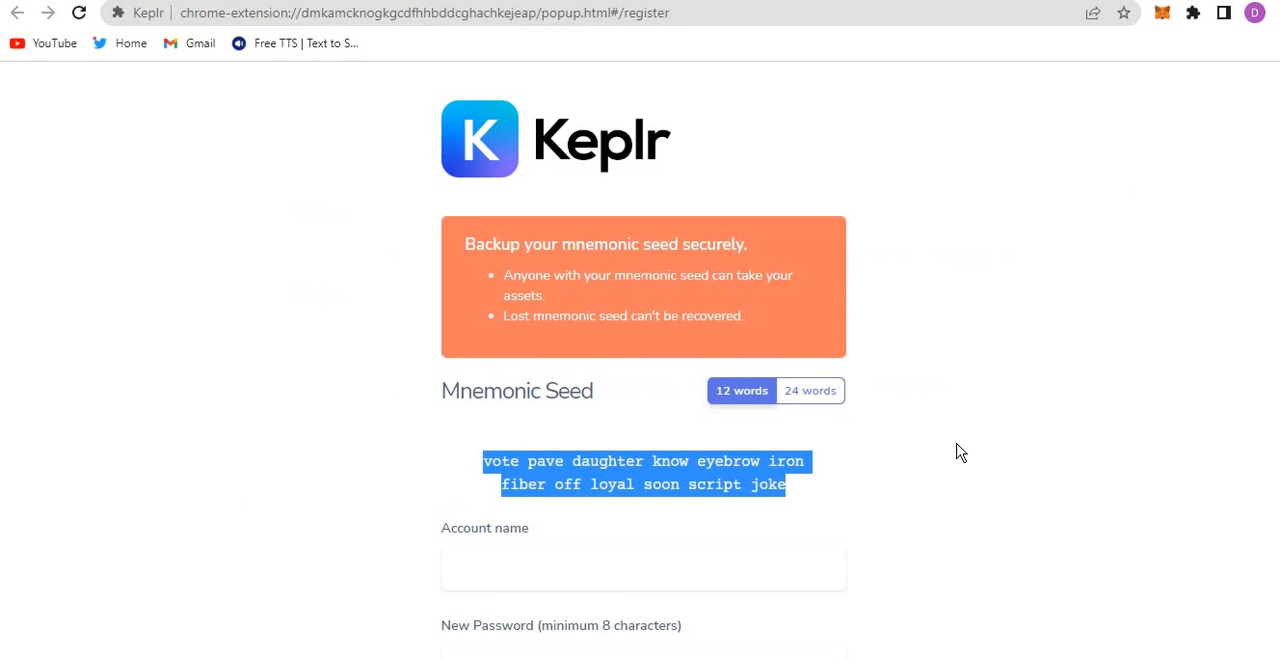 Keplr
chrome-extension://dmkamcknogkgcdfhhbddcghachkejeap/popup.html#/register
D
YouTube
Home
Gmail
Free TTS | Text to S...
K Keplr
Backup your mnemonic seed securely.
Anyone with your mnemonic seed can take your
assets.
Lost mnemonic seed can't be recovered.
Mnemonic Seed
12 words
24 words
vote pave daughter know eyebrow iron
fiber off loyal soon script joke
Account name
New Password (minimum 8 characters)